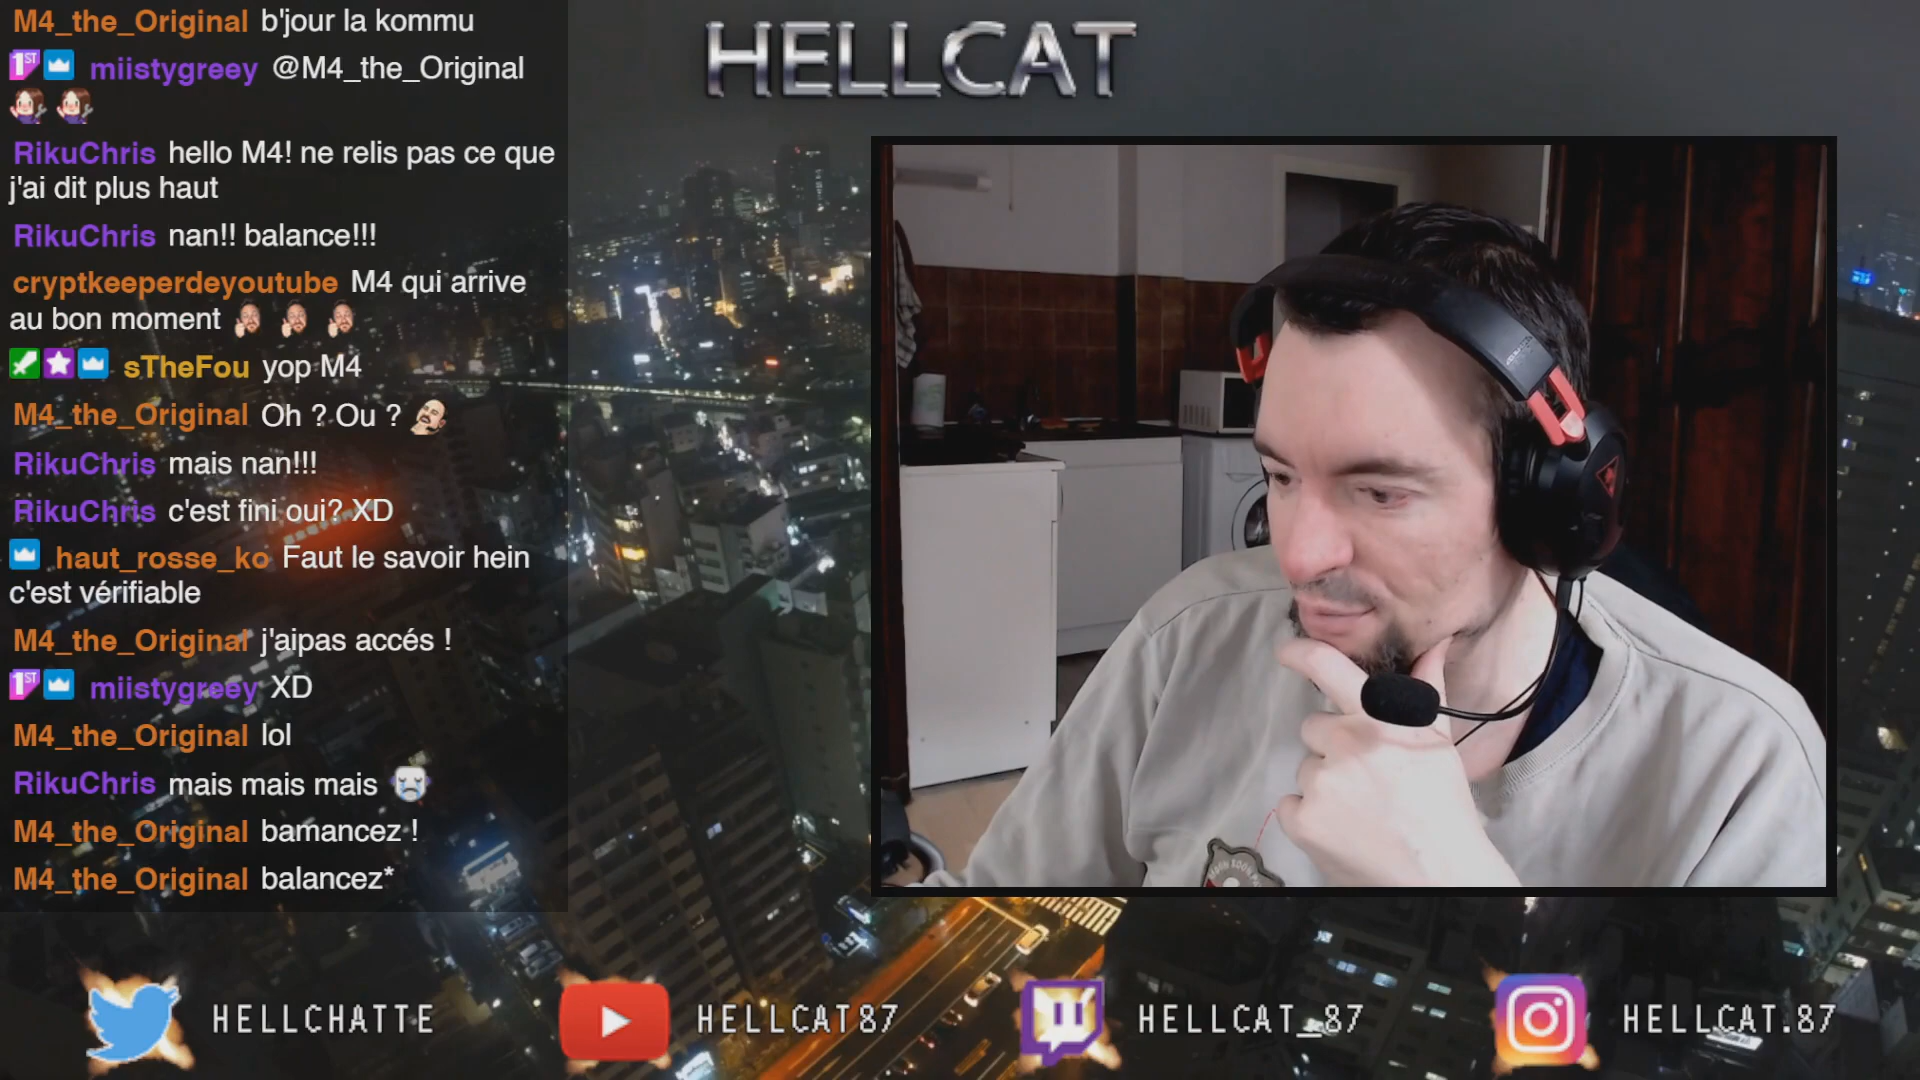 M4_the_Original b'jour la kommu
miistygreey @M4_the_Original
RikuChris hello M4! ne relis pas ce que
j'ai dit plus haut
RikuChris nan!! balance!!!
cryptkeeperdeyoutube M4 qui arrive
au bon moment
sTheFou yop M4
M4_the_Original Oh ? Ou ?
RikuChris mais nan!!!
RikuChris c'est fini oui? XD
haut_rosse_ko Faut le savoir hein
c'est vérifiable
M4_the_Original j'aipas accés !
miistygreey XD
M4_the_Original lol
RikuChris mais mais mais
M4_the_Original bamancez !
M4_the_Original balancez*
HELLCAT
HELLCHATTE
HELLCAT87
HELLCAT_87
HELLCAT.87